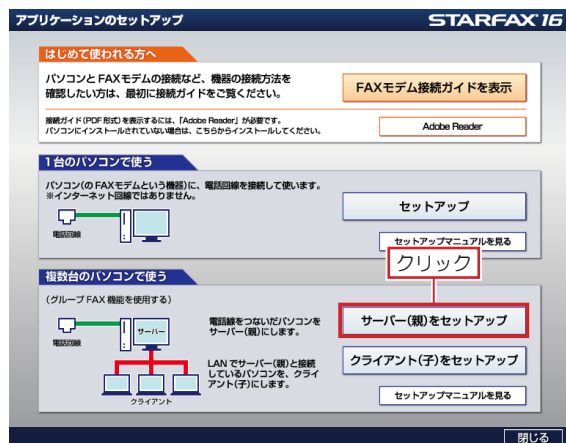 アプリケーションのセットアップ
STARFAX'16
はじめて使われる方へ
パソコンとFAXモデムの接続など、機器の接続方法を
確認したい方は、最初に接続ガイドをご覧ください。
FAXモデム接続ガイドを表示
接続ガイド(PDF形式)を表示するには、「Adobe Reader」が必要です。
パソコンにインストールされていない場合は、こちらからインストールしてください。
Adobe Reader
1台のパソコンで使う
パソコン(のFAXモデムという機器)に、電話回線を接続して使います。
※インターネット回線ではありません。
セットアップ
電話回線
セットアップマニュアルを見る
クリック
複数台のパソコンで使う
(グループFAX機能を使用する)
サーバー
電話回線
電話線をつないだパソコンを
サーバー(親)にします。
サーバー(親)をセットアップ
LANでサーバー(親)と接続
しているパソコンを、クライ
アント(子)にします。
クライアント(子)をセットアップ
クライアント
セットアップマニュアルを見る
閉じる